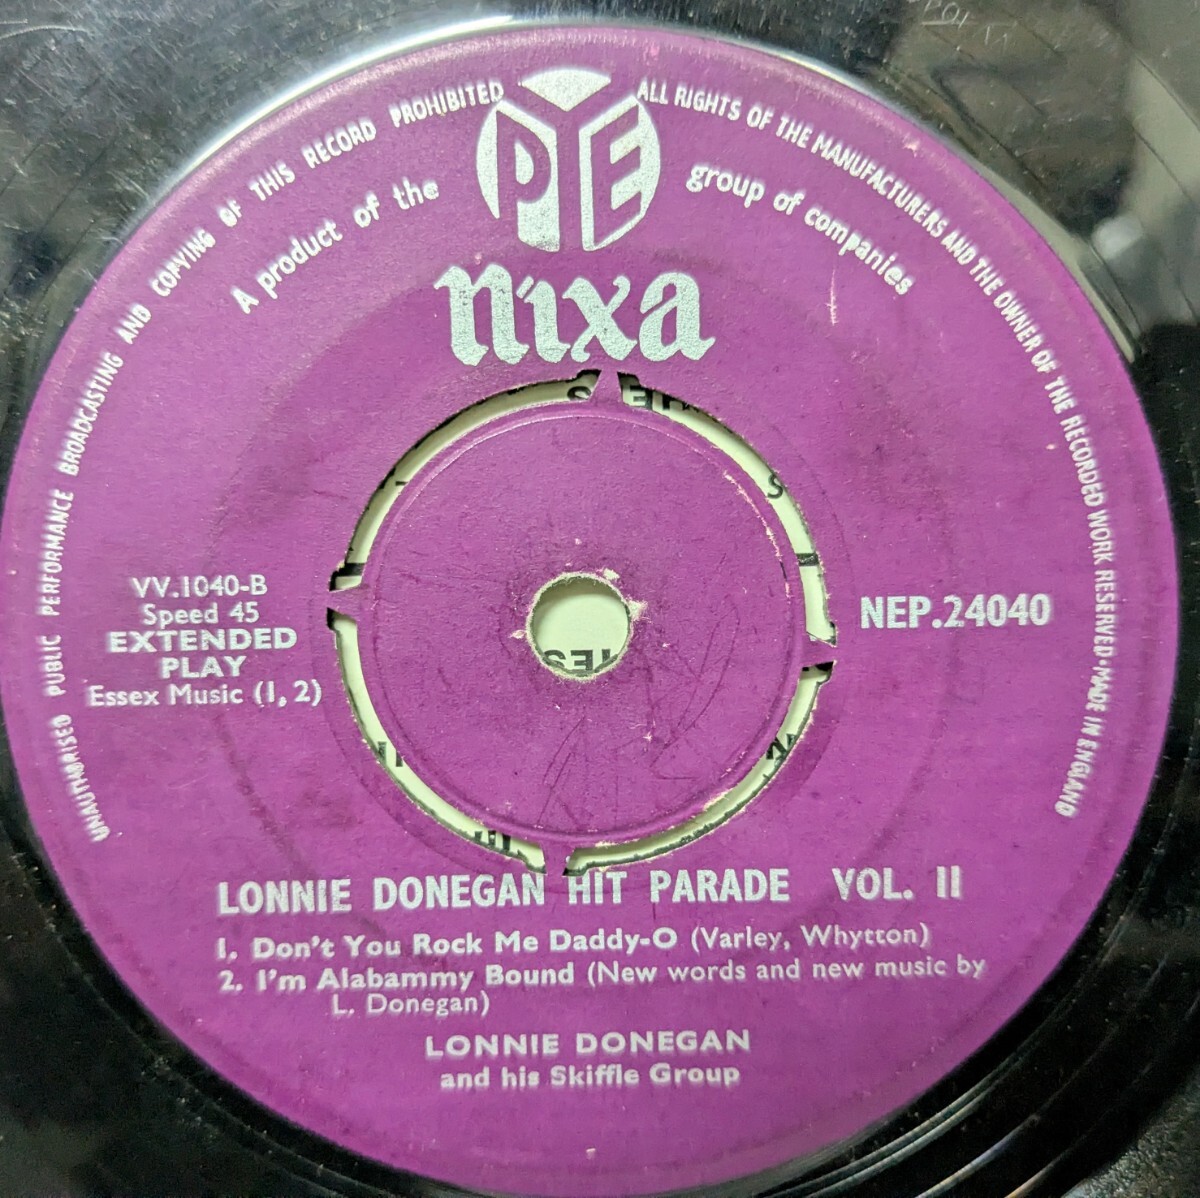 UNAUTHORISED PUBLIC PERFORMANCE BROADCASTING AND COPYING OF THIS RECORD PROHIBITED
ALL RIGHTS OF THE MANUFACTURERS AND THE OWNER OF THE RECORDED WORK RESERVED·MADE IN ENGLAND
A product of the PYE group of companies
nixa
VV.1040-B
Speed 45
EXTENDED
PLAY
Essex Music (1, 2)
NEP.24040
LONNIE DONEGAN HIT PARADE VOL. II
1. Don't You Rock Me Daddy-O (Varley, Whytton)
2. I'm Alabammy Bound (New words and new music by
L. Donegan)
LONNIE DONEGAN
and his Skiffle Group